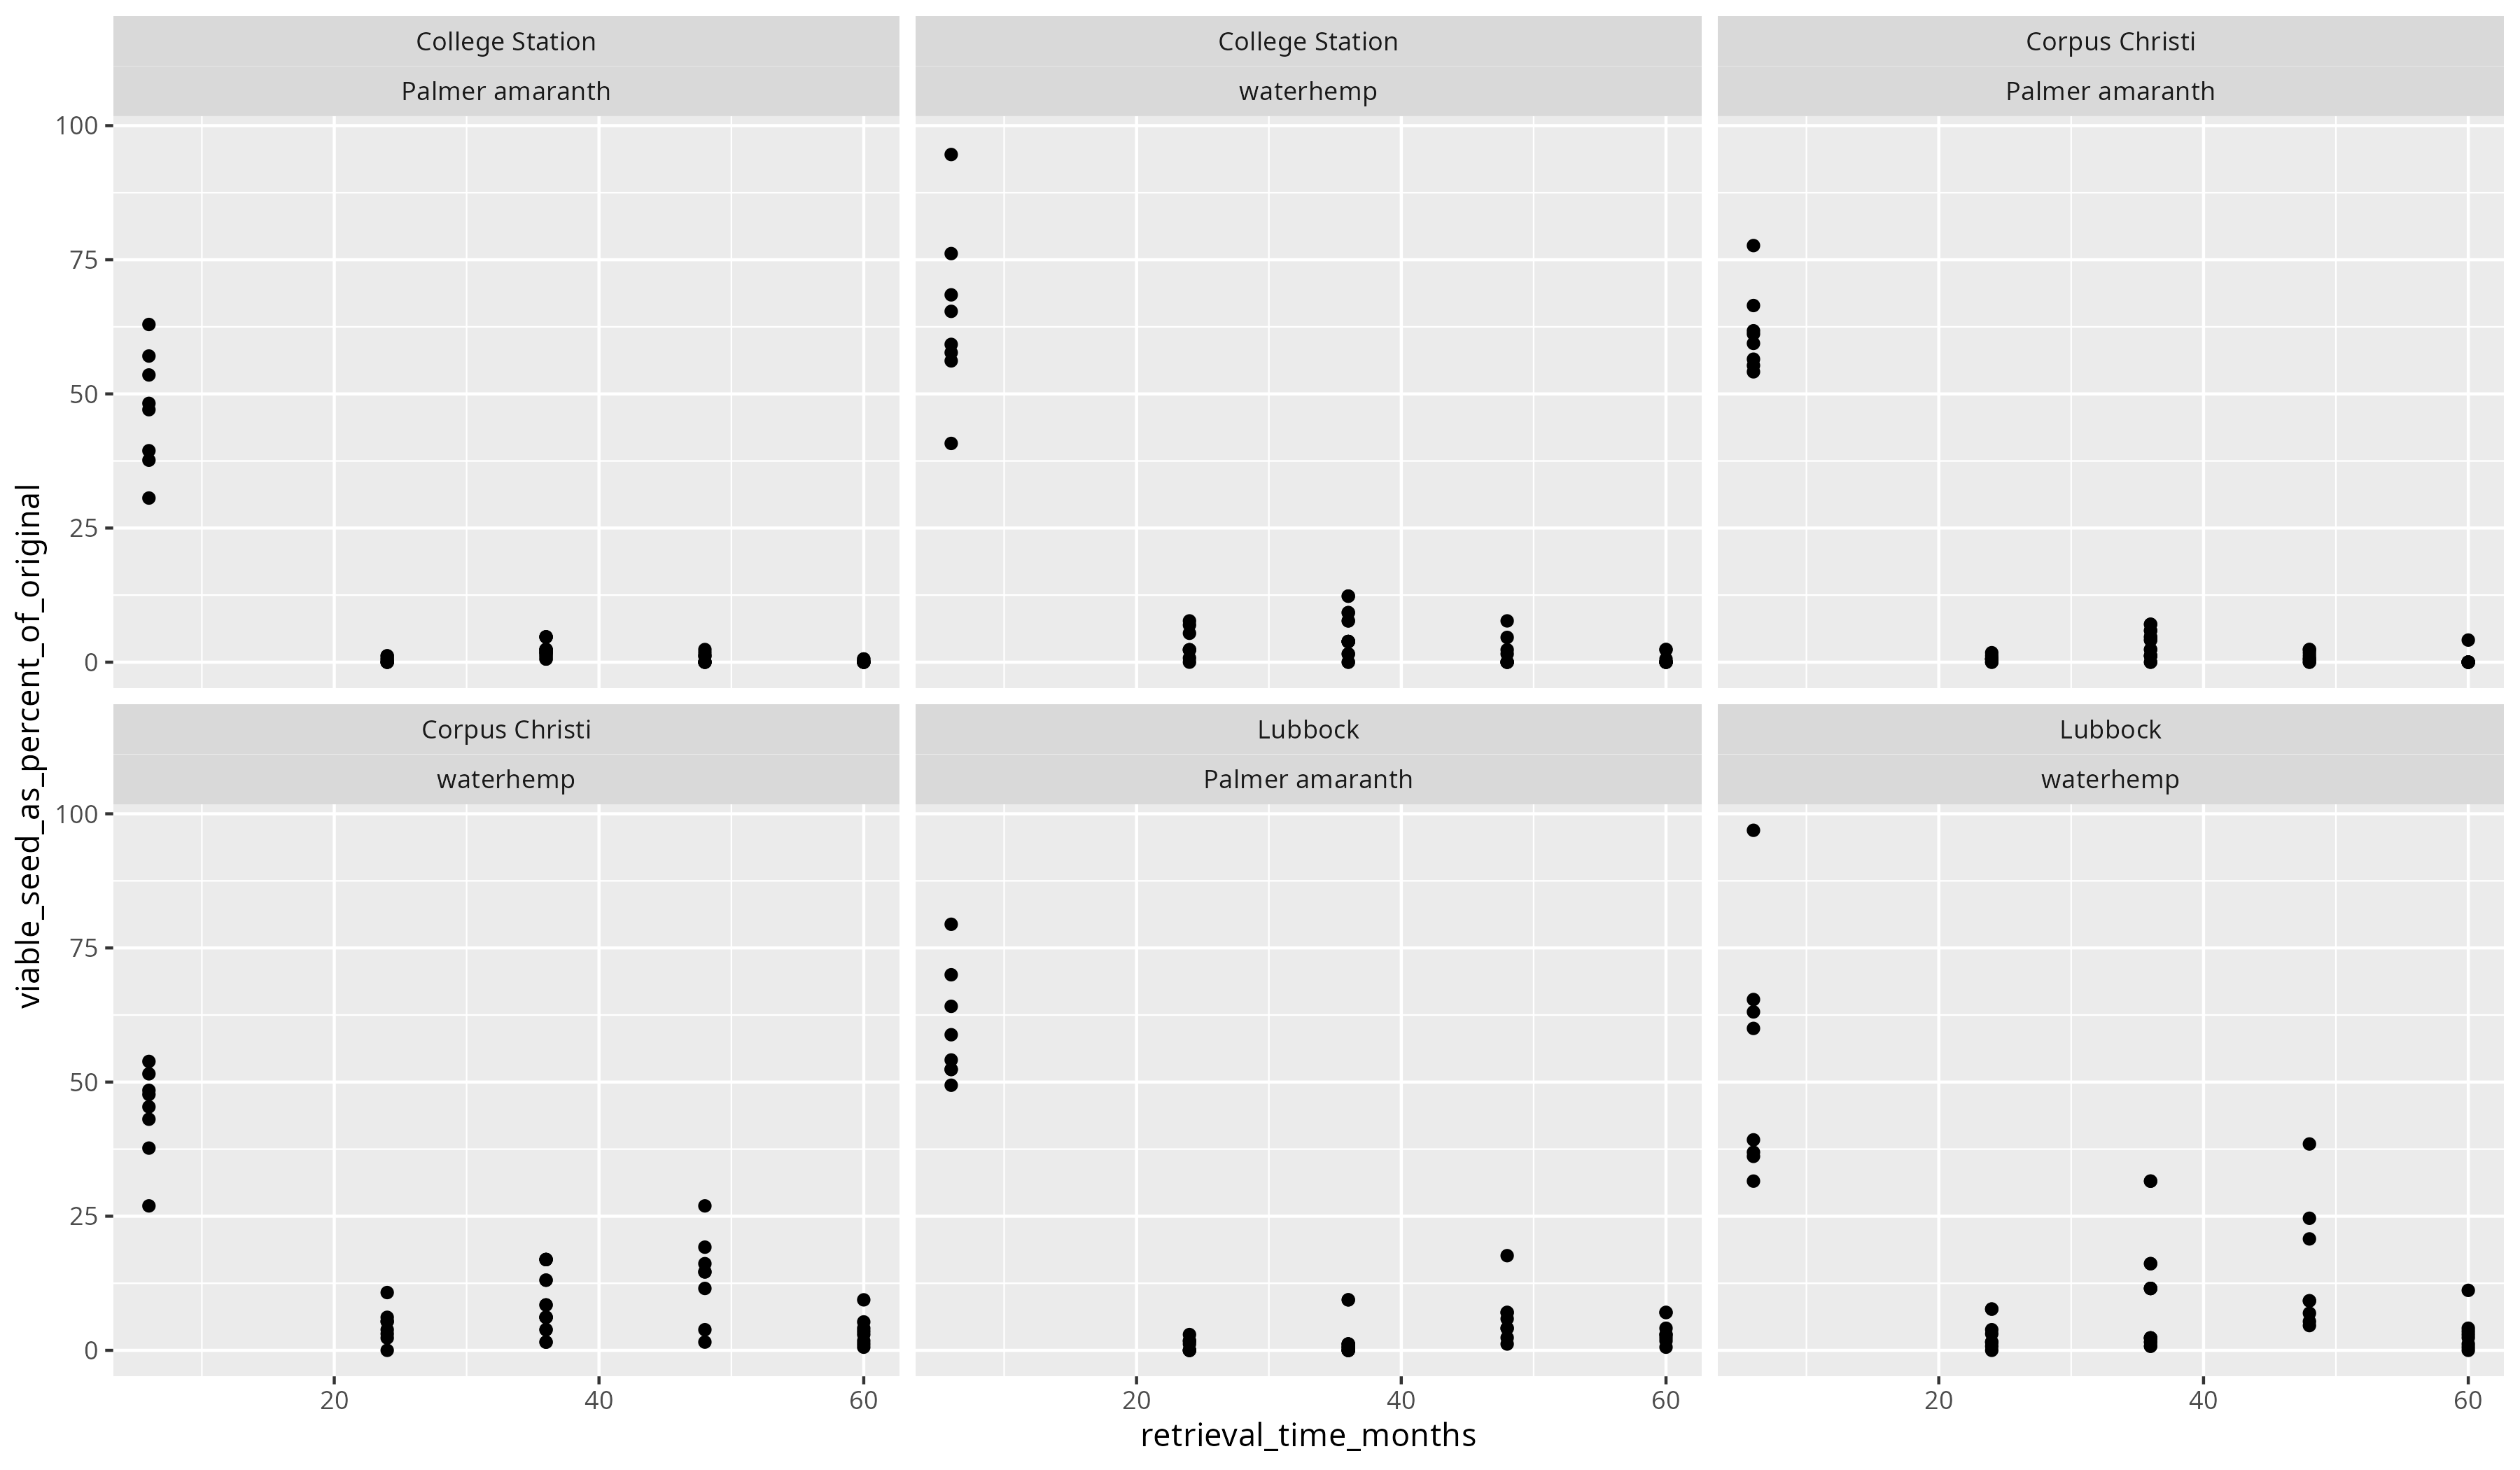 College Station
College Station
Corpus Christi
Palmer amaranth
waterhemp
Palmer amaranth
100
75
50
25
0
viable_seed_as_percent_of_original
Corpus Christi
Lubbock
Lubbock
waterhemp
Palmer amaranth
waterhemp
100
75
50
25
0
20
40
60
20
40
60
20
40
60
retrieval_time_months